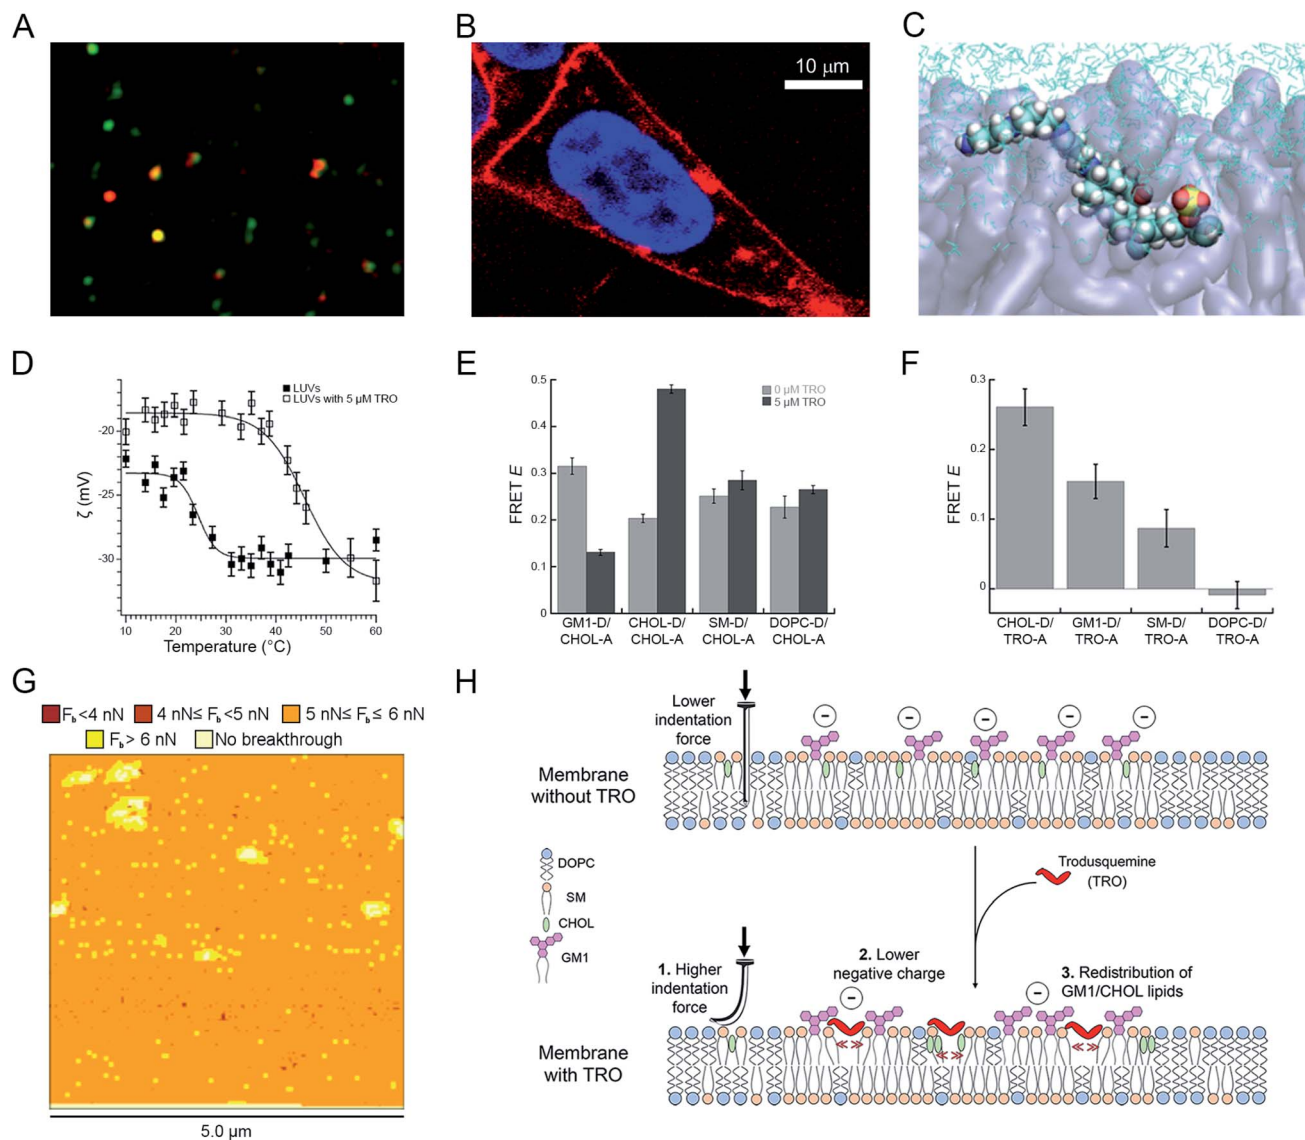 A
B
10 µm
C
D
LUVs
LUVs with 5 µM TRO
-20
-25
-30
ζ (mV)
10 20 30 40 50 60
Temperature (°C)
E
0.5
0.4
0.3
0.2
0.1
0
FRET E
0 µM TRO
5 µM TRO
GM1-D/ CHOL-D/ SM-D/ DOPC-D/
CHOL-A CHOL-A CHOL-A CHOL-A
F
0.3
0.1
0
FRET E
CHOL-D/ GM1-D/ SM-D/ DOPC-D/
TRO-A TRO-A TRO-A TRO-A
G
Fb<4 nN 4 nN≤ Fb<5 nN 5 nN≤ Fb≤ 6 nN
Fb> 6 nN No breakthrough
5.0 µm
H
Lower
indentation
force
Membrane
without TRO
DOPC
SM
CHOL
GM1
Trodusquemine
(TRO)
1. Higher
indentation
force
2. Lower
negative charge
3. Redistribution of
GM1/CHOL lipids
Membrane
with TRO